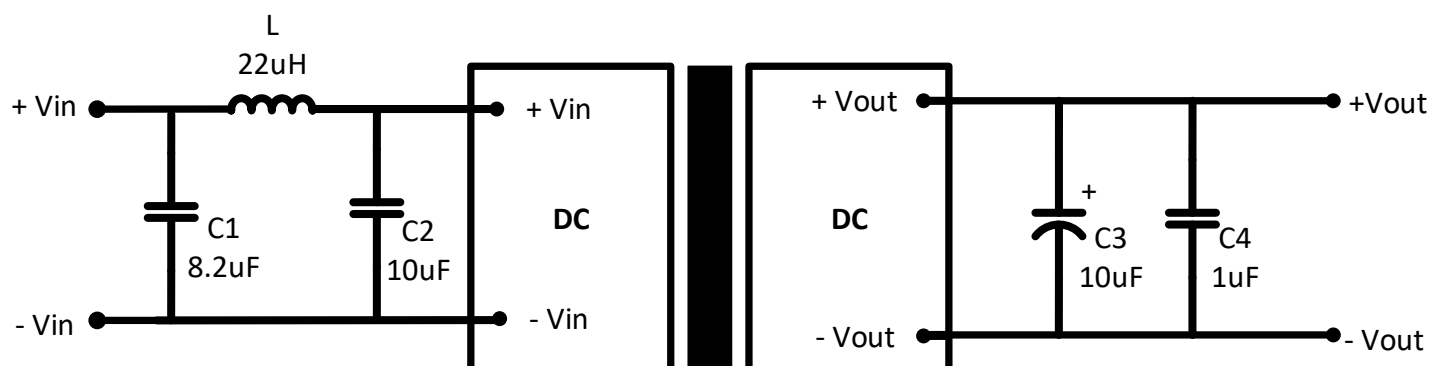 L
22uH
+ Vin
+ Vin
+ Vout
+Vout
DC
DC
C1
8.2uF
C2
10uF
+
C3
10uF
C4
1uF
- Vin
- Vin
- Vout
- Vout